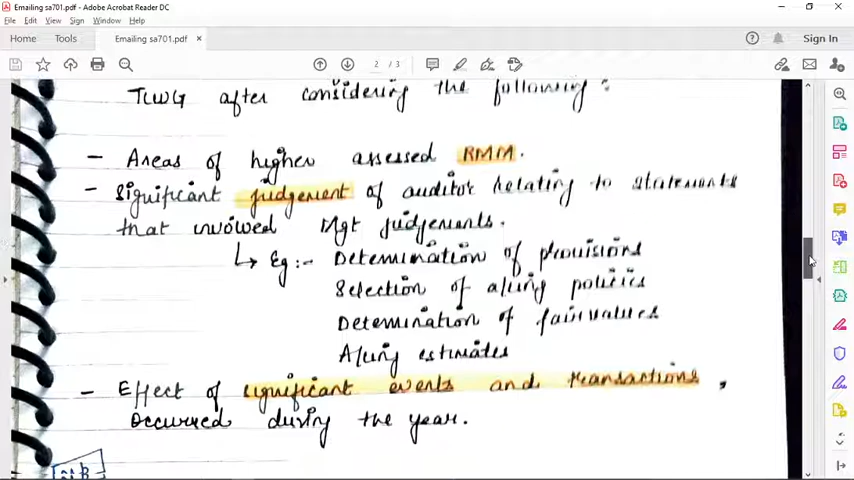 Emailing sa701.pdf - Adobe Acrobat Reader DC
File Edit View Sign Window Help
Home Tools Emailing sa701.pdf × Sign In
2 / 3
TCWG after considering the following:
- Areas of higher assessed RMM.
- Significant judgement of auditor relating to statements
that involved Mgt judgements.
↳ Eg:- Determination of provisions
Selection of a/cing policies
Determination of fair values
A/cing estimates
- Effect of significant events and transactions,
Occurred during the year.